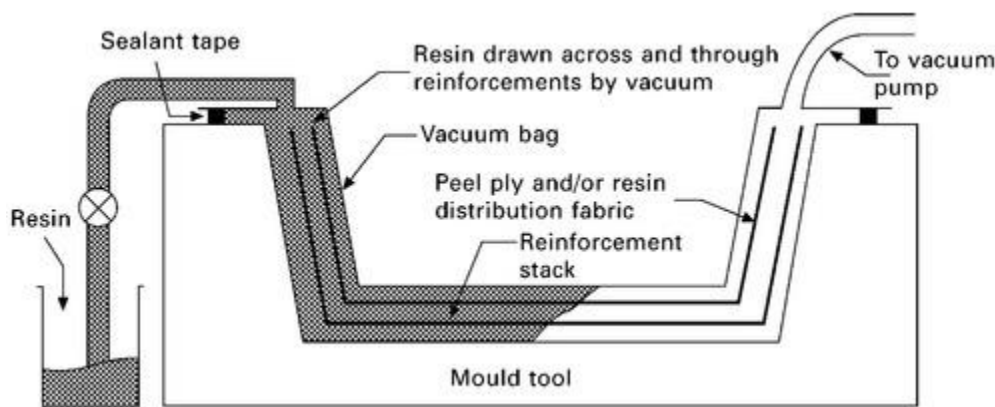 Sealant tape
Resin drawn across and through
reinforcements by vacuum
To vacuum
pump
Vacuum bag
Peel ply and/or resin
distribution fabric
Resin
Reinforcement
stack
Mould tool